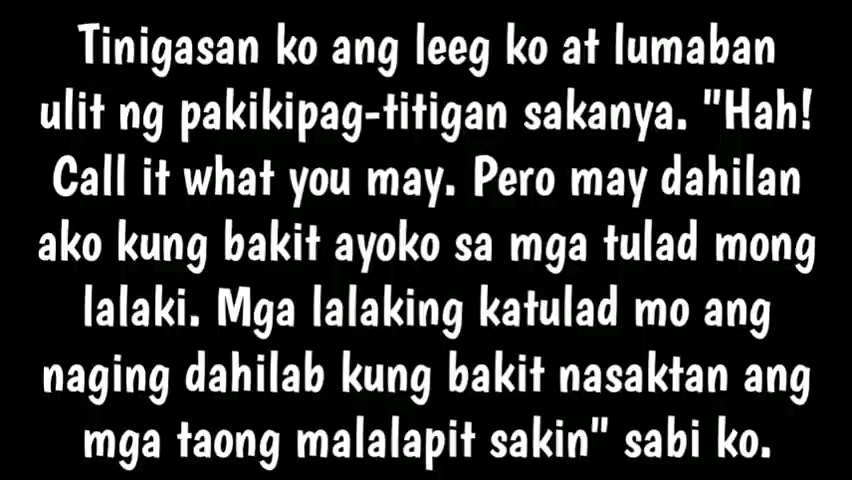 Tinigasan ko ang leeg ko at lumaban
ulit ng pakikipag-titigan sakanya. "Hah!
Call it what you may. Pero may dahilan
ako kung bakit ayoko sa mga tulad mong
lalaki. Mga lalaking katulad mo ang
naging dahilab kung bakit nasaktan ang
mga taong malalapit sakin" sabi ko.